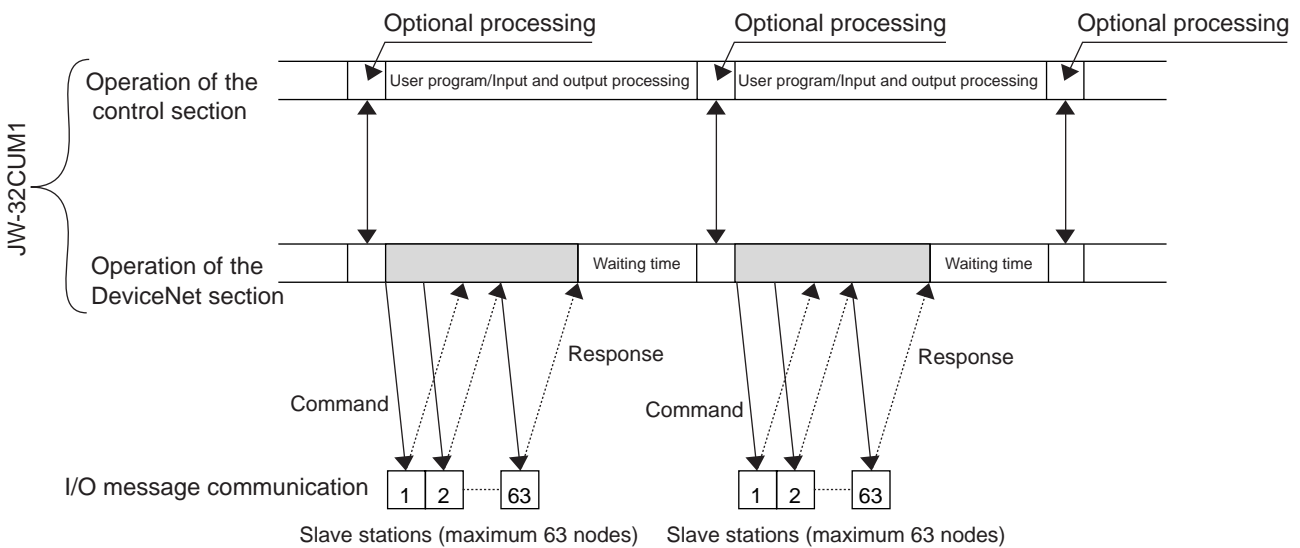 Optional processing
Optional processing
Optional processing
Operation of the
control section
User program/Input and output processing
User program/Input and output processing
JW-32CUM1
Operation of the
DeviceNet section
Waiting time
Waiting time
Response
Response
Command
Command
I/O message communication
1
2
63
1
2
63
Slave stations (maximum 63 nodes)
Slave stations (maximum 63 nodes)